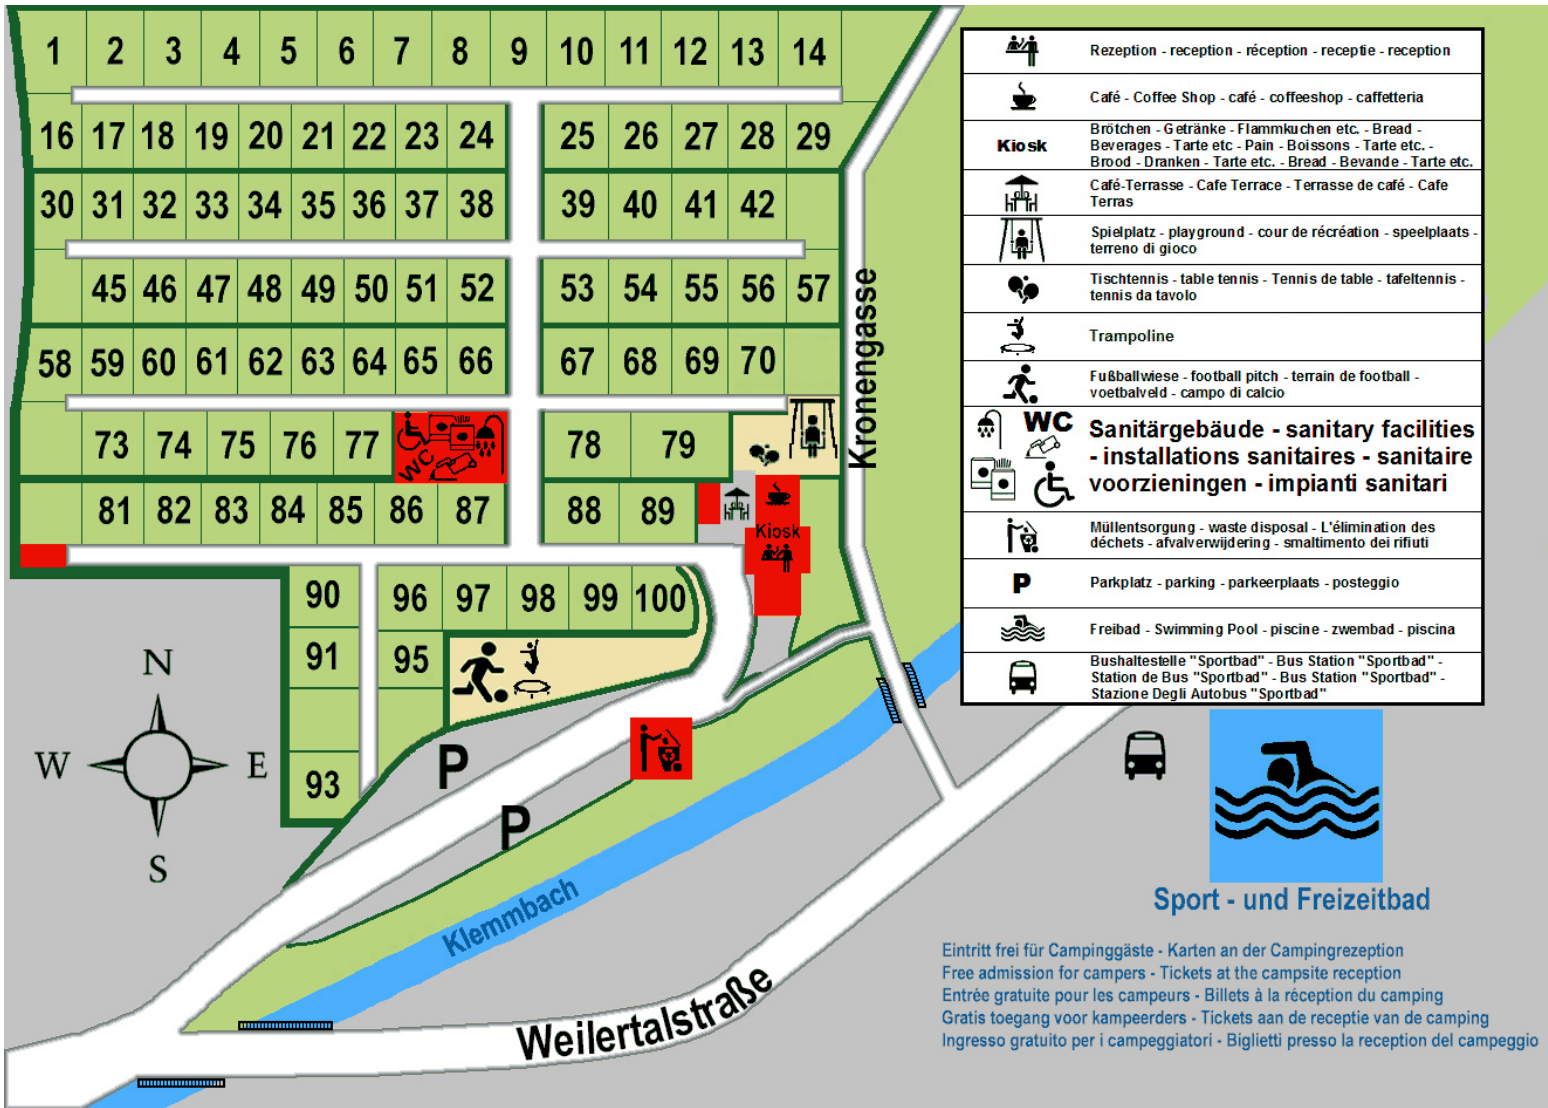 1 2 3 4 5 6 7 8 9 10 11 12 13 14
16 17 18 19 20 21 22 23 24 25 26 27 28 29
30 31 32 33 34 35 36 37 38 39 40 41 42
45 46 47 48 49 50 51 52 53 54 55 56 57
58 59 60 61 62 63 64 65 66 67 68 69 70
73 74 75 76 77 WC 78 79
81 82 83 84 85 86 87 88 89
Kiosk
90 96 97 98 99 100
91 95
93
N
W E
S
P
P
Kronengasse
Klemmbach
Weilertalstraße
Rezeption - reception - réception - receptie - reception
Café - Coffee Shop - café - coffeeshop - caffetteria
Kiosk
Brötchen - Getränke - Flammkuchen etc. - Bread -
Beverages - Tarte etc - Pain - Boissons - Tarte etc. -
Brood - Dranken - Tarte etc. - Bread - Bevande - Tarte etc.
Café-Terrasse - Cafe Terrace - Terrasse de café - Cafe
Terras
Spielplatz - playground - cour de récréation - speelplaats -
terreno di gioco
Tischtennis - table tennis - Tennis de table - tafeltennis -
tennis da tavolo
Trampoline
Fußballwiese - football pitch - terrain de football -
voetbalveld - campo di calcio
WC
Sanitärgebäude - sanitary facilities
- installations sanitaires - sanitaire
voorzieningen - impianti sanitari
Müllentsorgung - waste disposal - L'élimination des
déchets - afvalverwijdering - smaltimento dei rifiuti
P
Parkplatz - parking - parkeerplaats - posteggio
Freibad - Swimming Pool - piscine - zwembad - piscina
Bushaltestelle "Sportbad" - Bus Station "Sportbad" -
Station de Bus "Sportbad" - Bus Station "Sportbad" -
Stazione Degli Autobus "Sportbad"
Sport - und Freizeitbad
Eintritt frei für Campinggäste - Karten an der Campingrezeption
Free admission for campers - Tickets at the campsite reception
Entrée gratuite pour les campeurs - Billets à la réception du camping
Gratis toegang voor kampeerders - Tickets aan de receptie van de camping
Ingresso gratuito per i campeggiatori - Biglietti presso la reception del campeggio